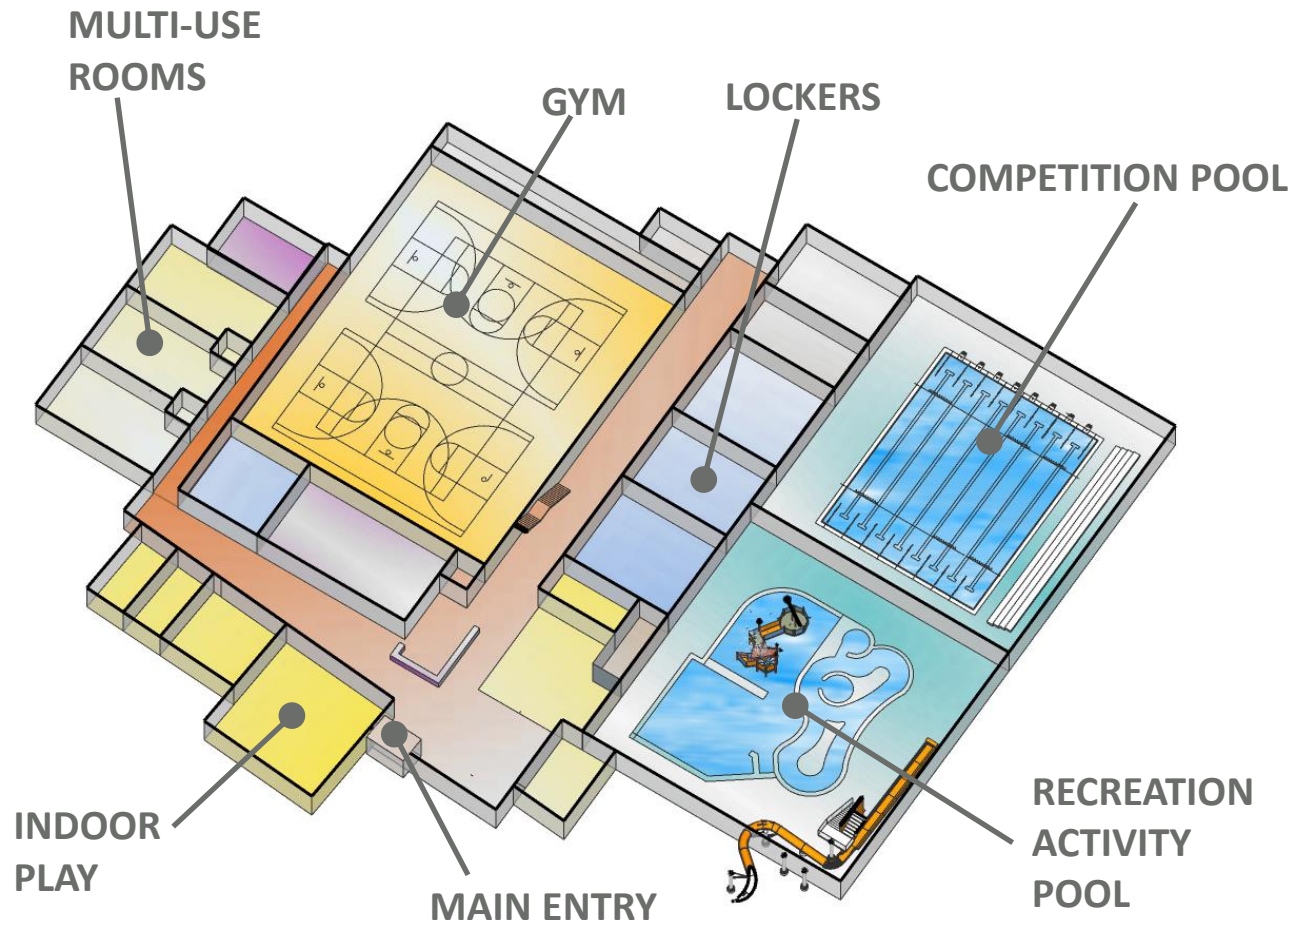 MULTI-USE
ROOMS
GYM
LOCKERS
COMPETITION POOL
INDOOR
PLAY
MAIN ENTRY
RECREATION
ACTIVITY
POOL